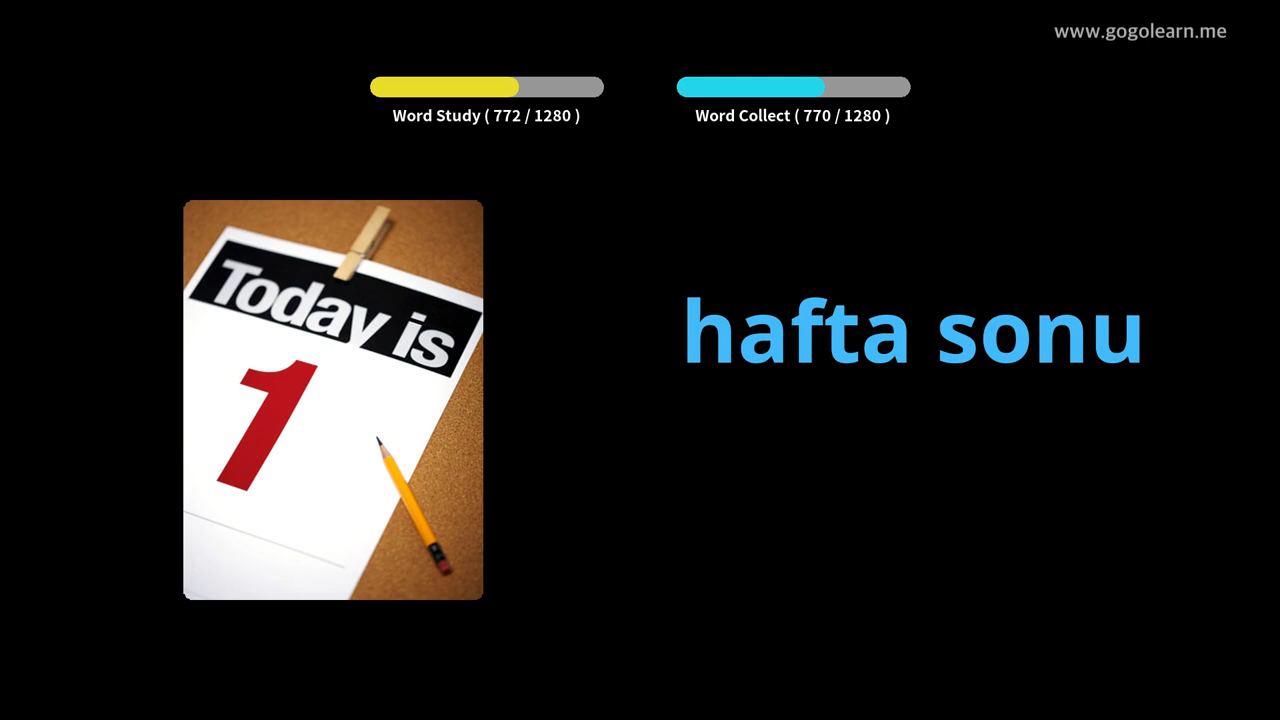 www.gogolearn.me
Word Study ( 772 / 1280 )
Word Collect ( 770 / 1280 )
Today is
1
hafta sonu